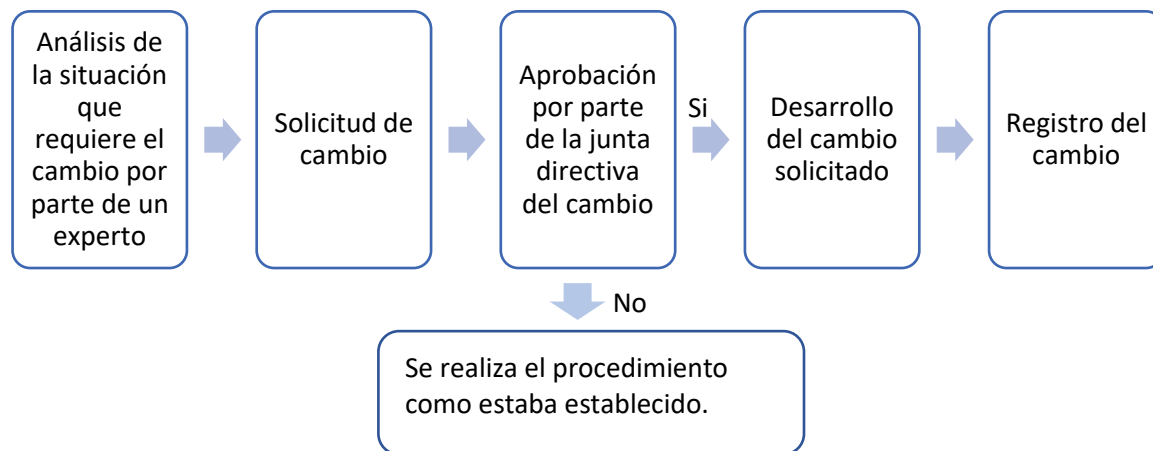 Análisis de
la situación
que
requiere el
cambio por
parte de un
experto
Solicitud de
cambio
Aprobación
por parte
de la junta
directiva
del cambio
Si
Desarrollo
del cambio
solicitado
Registro del
cambio
No
Se realiza el procedimiento
como estaba establecido.